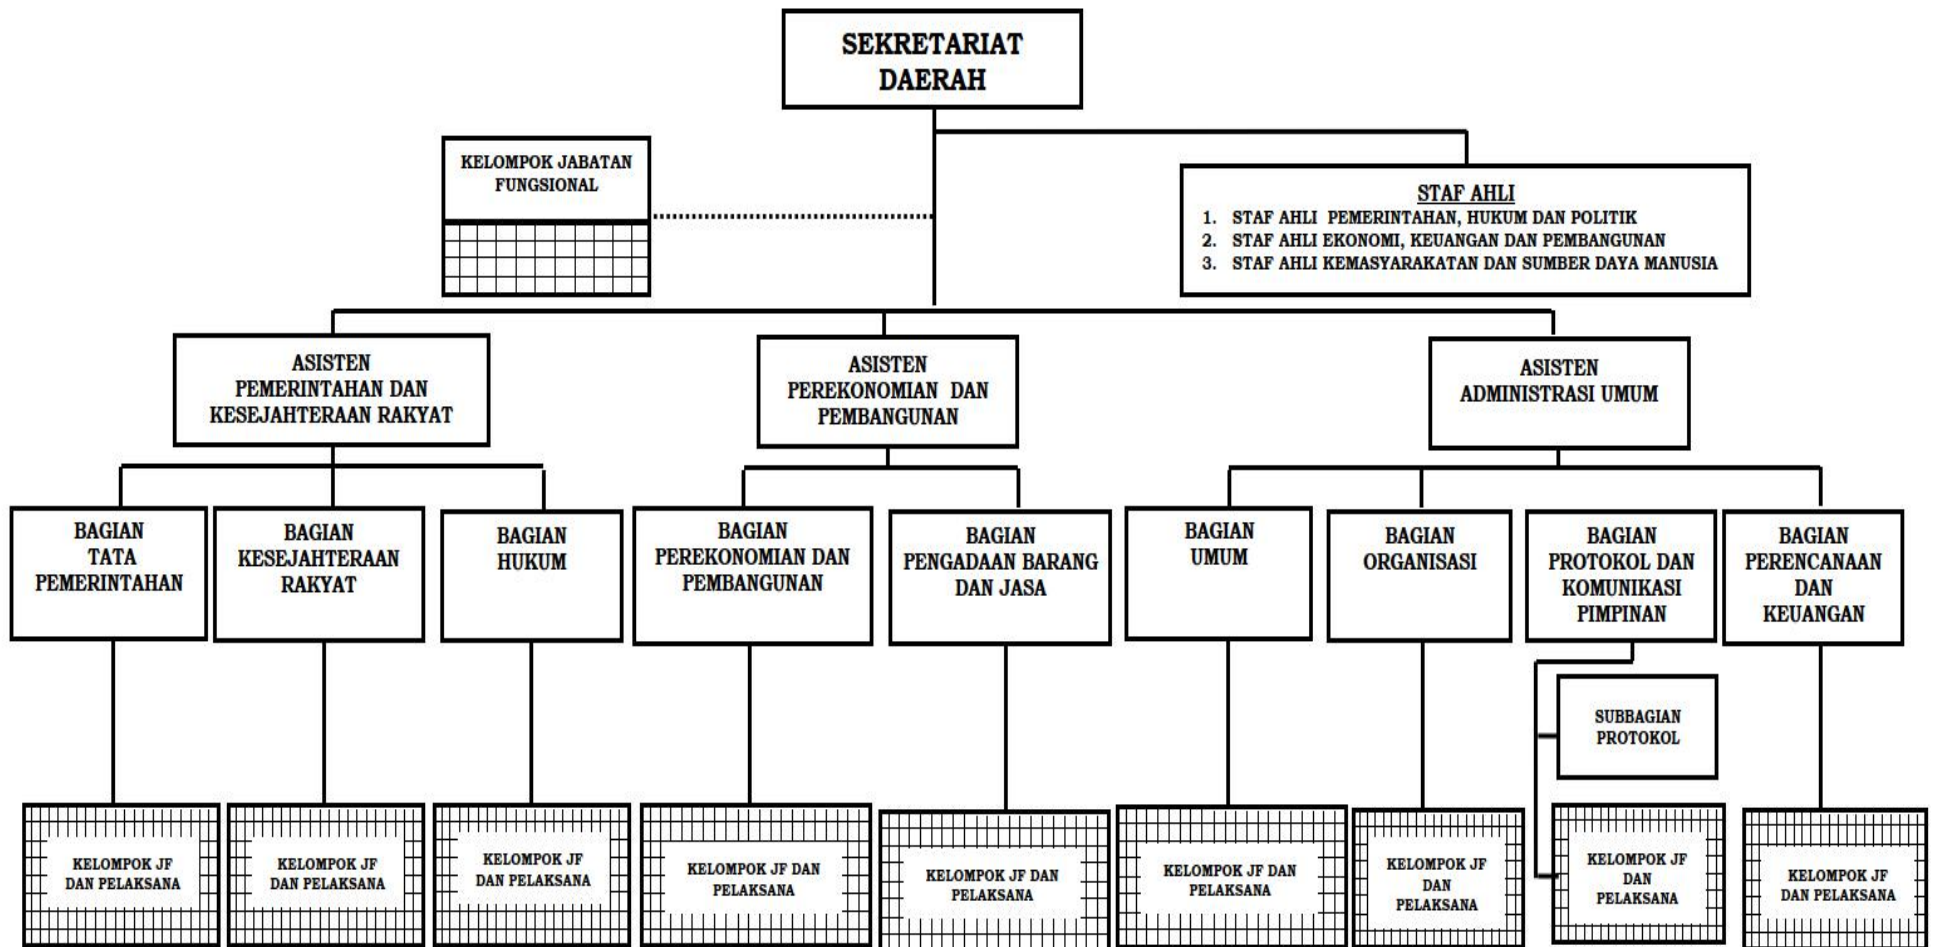 SEKRETARIAT
DAERAH
KELOMPOK JABATAN
FUNGSIONAL
STAF AHLI
1. STAF AHLI PEMERINTAHAN, HUKUM DAN POLITIK
2. STAF AHLI EKONOMI, KEUANGAN DAN PEMBANGUNAN
3. STAF AHLI KEMASYARAKATAN DAN SUMBER DAYA MANUSIA
ASISTEN
PEMERINTAHAN DAN
KESEJAHTERAAN RAKYAT
ASISTEN
PEREKONOMIAN DAN
PEMBANGUNAN
ASISTEN
ADMINISTRASI UMUM
BAGIAN
TATA
PEMERINTAHAN
BAGIAN
KESEJAHTERAAN
RAKYAT
BAGIAN
HUKUM
BAGIAN
PEREKONOMIAN DAN
PEMBANGUNAN
BAGIAN
PENGADAAN BARANG
DAN JASA
BAGIAN
UMUM
BAGIAN
ORGANISASI
BAGIAN
PROTOKOL DAN
KOMUNIKASI
PIMPINAN
BAGIAN
PERENCANAAN
DAN
KEUANGAN
SUBBAGIAN
PROTOKOL
KELOMPOK JF
DAN PELAKSANA
KELOMPOK JF
DAN PELAKSANA
KELOMPOK JF
DAN PELAKSANA
KELOMPOK JF DAN
PELAKSANA
KELOMPOK JF DAN
PELAKSANA
KELOMPOK JF DAN
PELAKSANA
KELOMPOK JF
DAN
PELAKSANA
KELOMPOK JF
DAN
PELAKSANA
KELOMPOK JF
DAN PELAKSANA